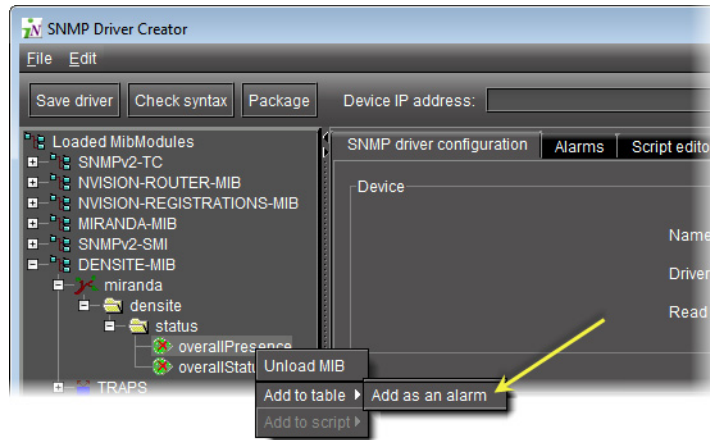 SNMP Driver Creator
File Edit
Save driver Check syntax Package Device IP address:
Loaded MibModules
SNMPv2-TC
NVISION-ROUTER-MIB
NVISION-REGISTRATIONS-MIB
MIRANDA-MIB
SNMPv2-SMI
DENSITE-MIB
miranda
densite
status
overallPresence
overallStatu
TRAPS
SNMP driver configuration Alarms Script edito
Device
Name
Driver
Read
Unload MIB
Add to table Add as an alarm
Add to script